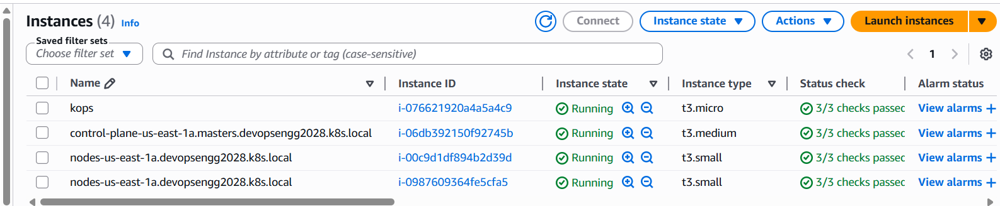 Instances (4) Info Connect Instance state Actions Launch instances
Saved filter sets
Choose filter set Find Instance by attribute or tag (case-sensitive) 1
Name Instance ID Instance state Instance type Status check Alarm status
kops i-076621920a4a5a4c9 Running t3.micro 3/3 checks passed View alarms +
control-plane-us-east-1a.masters.devopsengg2028.k8s.local i-06db392150f92745b Running t3.medium 3/3 checks passed View alarms +
nodes-us-east-1a.devopsengg2028.k8s.local i-00c9d1df894b2d39d Running t3.small 3/3 checks passed View alarms +
nodes-us-east-1a.devopsengg2028.k8s.local i-0987609364fe5cfa5 Running t3.small 3/3 checks passed View alarms +